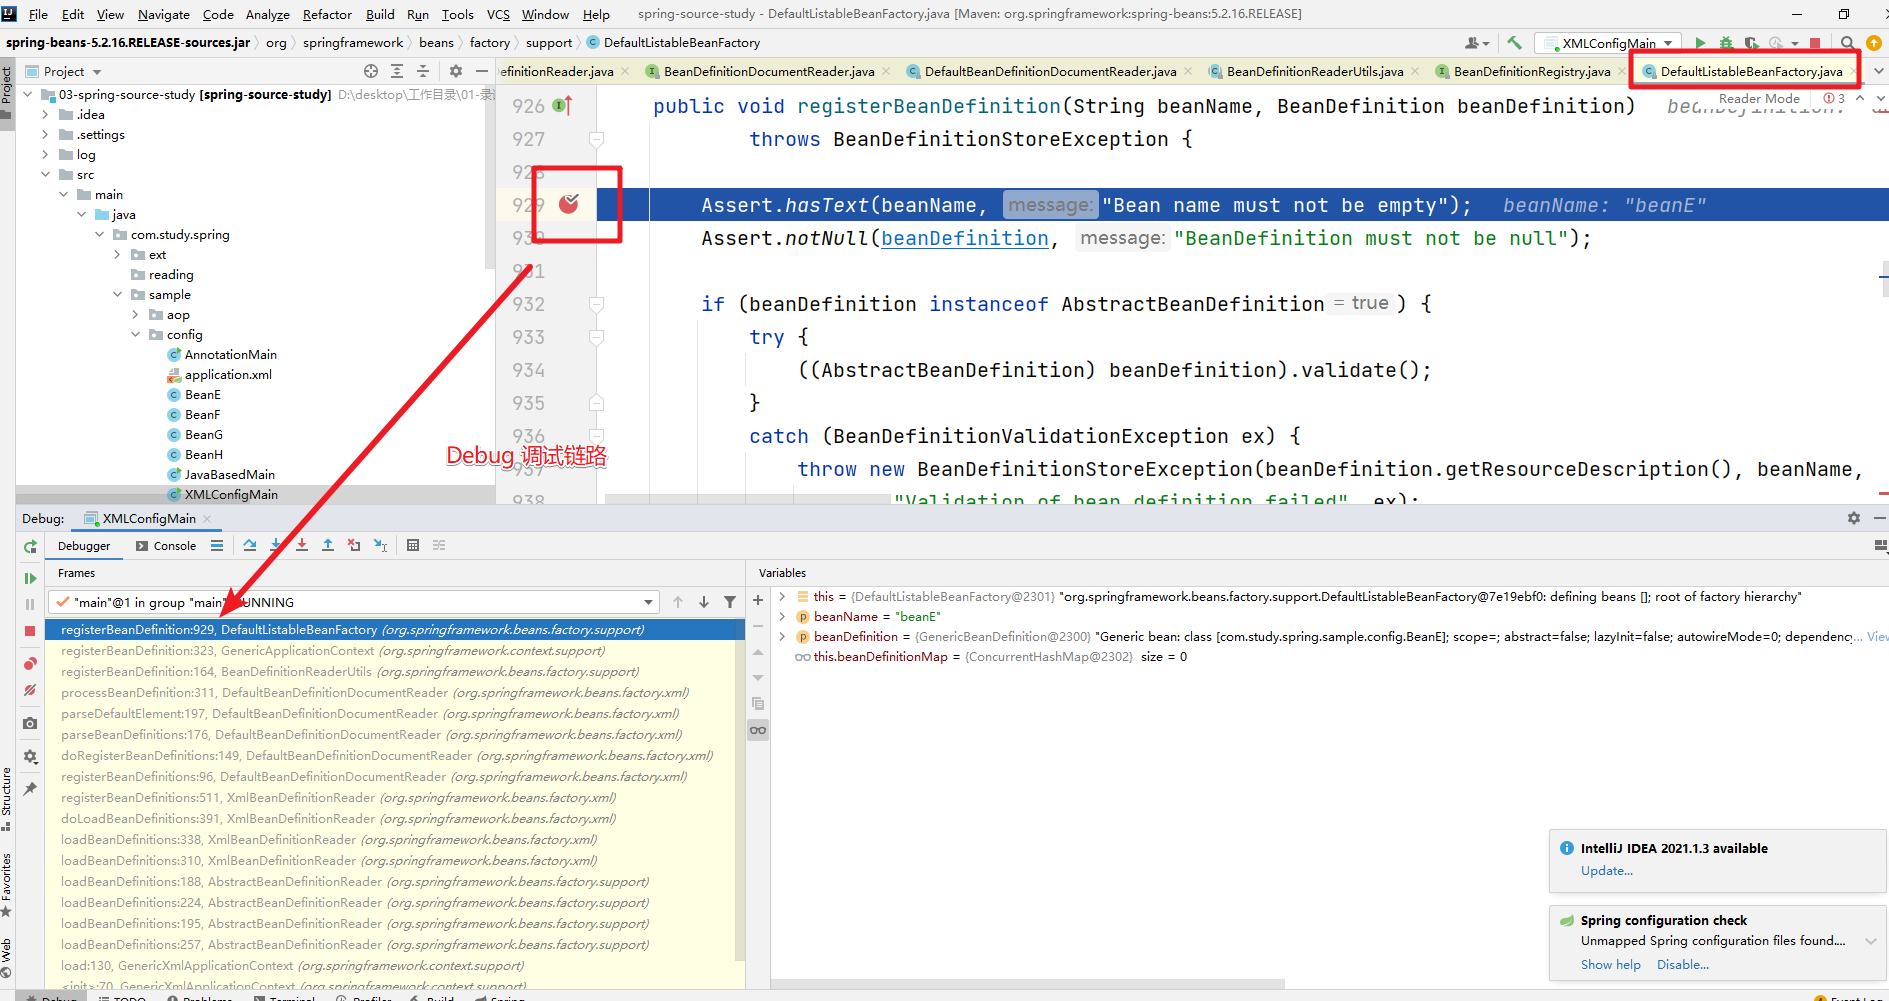 File Edit View Navigate Code Analyze Refactor Build Run Tools VCS Window Help spring-source-study - DefaultListableBeanFactory.java [Maven: org.springframework:spring-beans:5.2.16.RELEASE]
spring-beans-5.2.16.RELEASE-sources.jar org springframework beans factory support DefaultListableBeanFactory XMLConfigMain
Project
efinitionReader.java BeanDefinitionDocumentReader.java DefaultBeanDefinitionDocumentReader.java BeanDefinitionReaderUtils.java BeanDefinitionRegistry.java DefaultListableBeanFactory.java
Reader Mode 3
Project
03-spring-source-study [spring-source-study] D:\desktop\工作目录\01-
.idea
.settings
log
src
main
java
com.study.spring
ext
reading
sample
aop
config
AnnotationMain
application.xml
BeanE
BeanF
BeanG
BeanH
JavaBasedMain
XMLConfigMain
926 public void registerBeanDefinition(String beanName, BeanDefinition beanDefinition) beanDefinition:
927 throws BeanDefinitionStoreException {
928
929 Assert.hasText(beanName, message: "Bean name must not be empty"); beanName: "beanE"
930 Assert.notNull(beanDefinition, message: "BeanDefinition must not be null");
931
932 if (beanDefinition instanceof AbstractBeanDefinition = true ) {
933 try {
934 ((AbstractBeanDefinition) beanDefinition).validate();
935 }
936 catch (BeanDefinitionValidationException ex) {
937 throw new BeanDefinitionStoreException(beanDefinition.getResourceDescription(), beanName,
938 "Validation of bean definition failed", ex);
Debug 调试链路
Debug: XMLConfigMain
Debugger Console
Frames
"main"@1 in group "main": RUNNING
registerBeanDefinition:929, DefaultListableBeanFactory (org.springframework.beans.factory.support)
registerBeanDefinition:323, GenericApplicationContext (org.springframework.context.support)
registerBeanDefinition:164, BeanDefinitionReaderUtils (org.springframework.beans.factory.support)
processBeanDefinition:311, DefaultBeanDefinitionDocumentReader (org.springframework.beans.factory.xml)
parseDefaultElement:197, DefaultBeanDefinitionDocumentReader (org.springframework.beans.factory.xml)
parseBeanDefinitions:176, DefaultBeanDefinitionDocumentReader (org.springframework.beans.factory.xml)
doRegisterBeanDefinitions:149, DefaultBeanDefinitionDocumentReader (org.springframework.beans.factory.xml)
registerBeanDefinitions:96, DefaultBeanDefinitionDocumentReader (org.springframework.beans.factory.xml)
registerBeanDefinitions:511, XmlBeanDefinitionReader (org.springframework.beans.factory.xml)
doLoadBeanDefinitions:391, XmlBeanDefinitionReader (org.springframework.beans.factory.xml)
loadBeanDefinitions:338, XmlBeanDefinitionReader (org.springframework.beans.factory.xml)
loadBeanDefinitions:310, XmlBeanDefinitionReader (org.springframework.beans.factory.xml)
loadBeanDefinitions:188, AbstractBeanDefinitionReader (org.springframework.beans.factory.support)
loadBeanDefinitions:224, AbstractBeanDefinitionReader (org.springframework.beans.factory.support)
loadBeanDefinitions:195, AbstractBeanDefinitionReader (org.springframework.beans.factory.support)
loadBeanDefinitions:257, AbstractBeanDefinitionReader (org.springframework.beans.factory.support)
load:130, GenericXmlApplicationContext (org.springframework.context.support)
<init>:70, GenericXmlApplicationContext (org.springframework.context.support)
Variables
this = {DefaultListableBeanFactory@2301} "org.springframework.beans.factory.support.DefaultListableBeanFactory@7e19ebf0: defining beans []; root of factory hierarchy"
beanName = "beanE"
beanDefinition = {GenericBeanDefinition@2300} "Generic bean: class [com.study.spring.sample.config.BeanE]; scope=; abstract=false; lazyInit=false; autowireMode=0; dependency... View
this.beanDefinitionMap = {ConcurrentHashMap@2302} size = 0
IntelliJ IDEA 2021.1.3 available
Update...
Spring configuration check
Unmapped Spring configuration files found....
Show help Disable...
Structure
Favorites
Web
Debug TODO Problems Terminal Profiler Build Spring Event Log